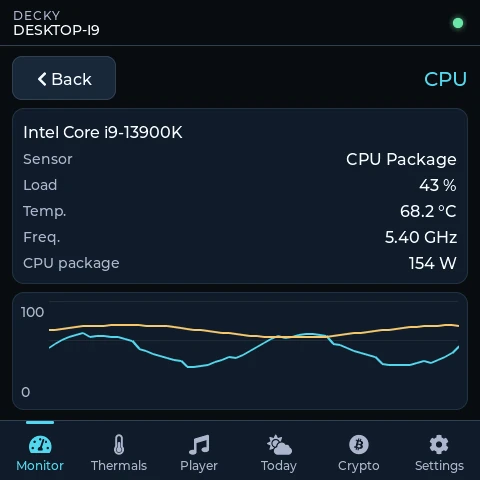 DECKY
DESKTOP-I9
Back
CPU
Intel Core i9-13900K
Sensor CPU Package
Load 43 %
Temp. 68.2 °C
Freq. 5.40 GHz
CPU package 154 W
100
0
Monitor Thermals Player Today Crypto Settings